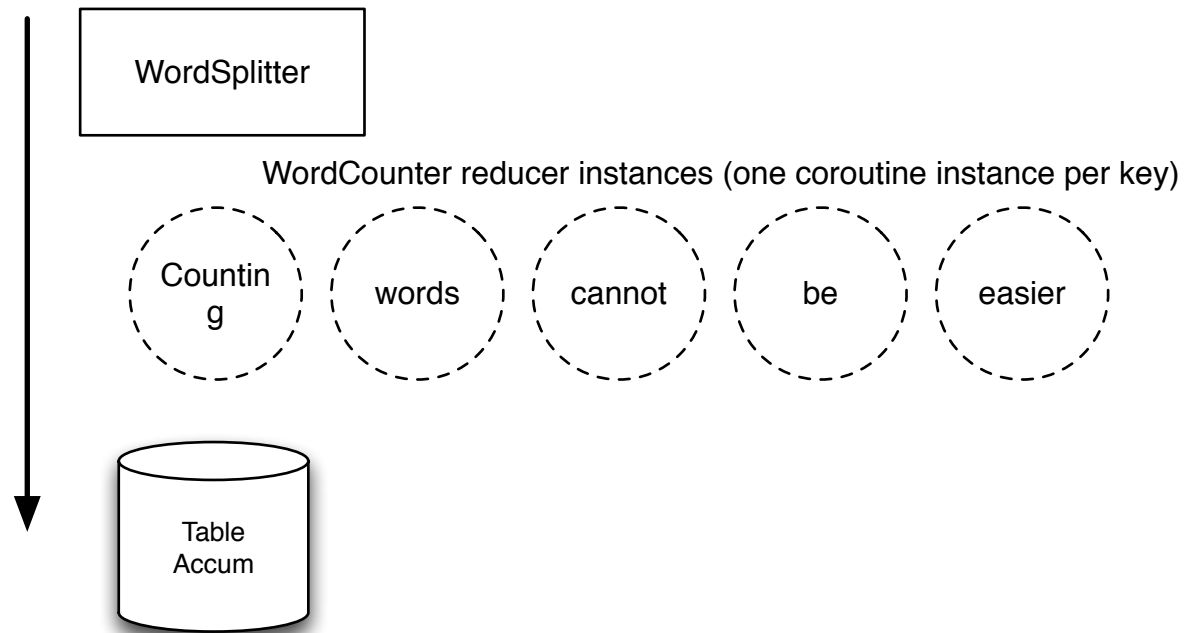 WordSplitter
WordCounter reducer instances (one coroutine instance per key)
Countin
g
words
cannot
be
easier
Table
Accum